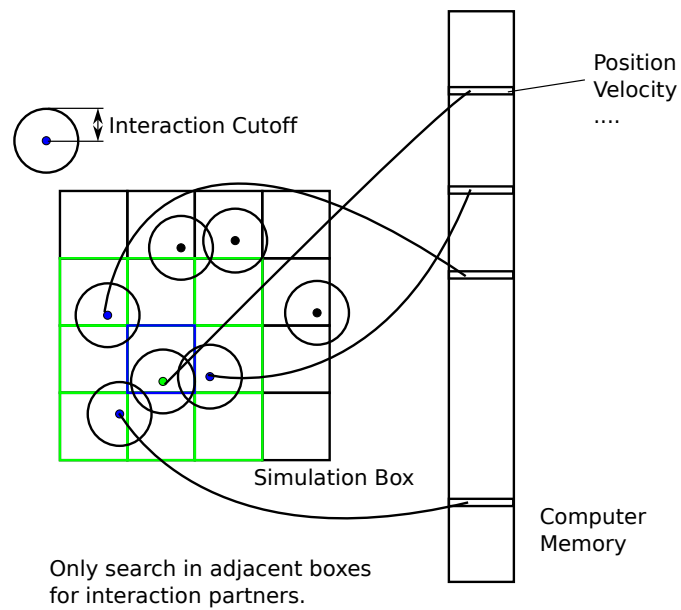 Position
Velocity
....
Interaction Cutoff
Simulation Box
Computer
Memory
Only search in adjacent boxes
for interaction partners.